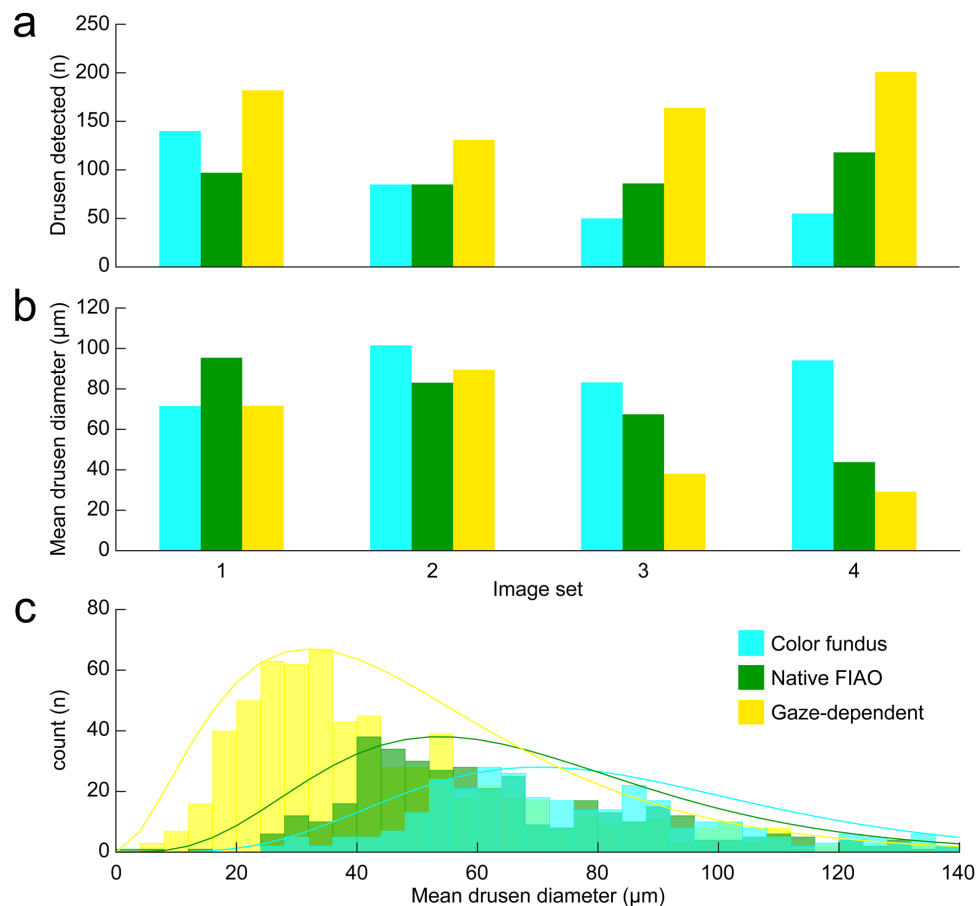 a
250
200
150
100
50
0
Drusen detected (n)
b
120
100
80
60
40
20
0
Mean drusen diameter (μm)
1 2 3 4
Image set
c
80
60
40
20
0
count (n)
Color fundus
Native FIAO
Gaze-dependent
0 20 40 60 80 100 120 140
Mean drusen diameter (μm)